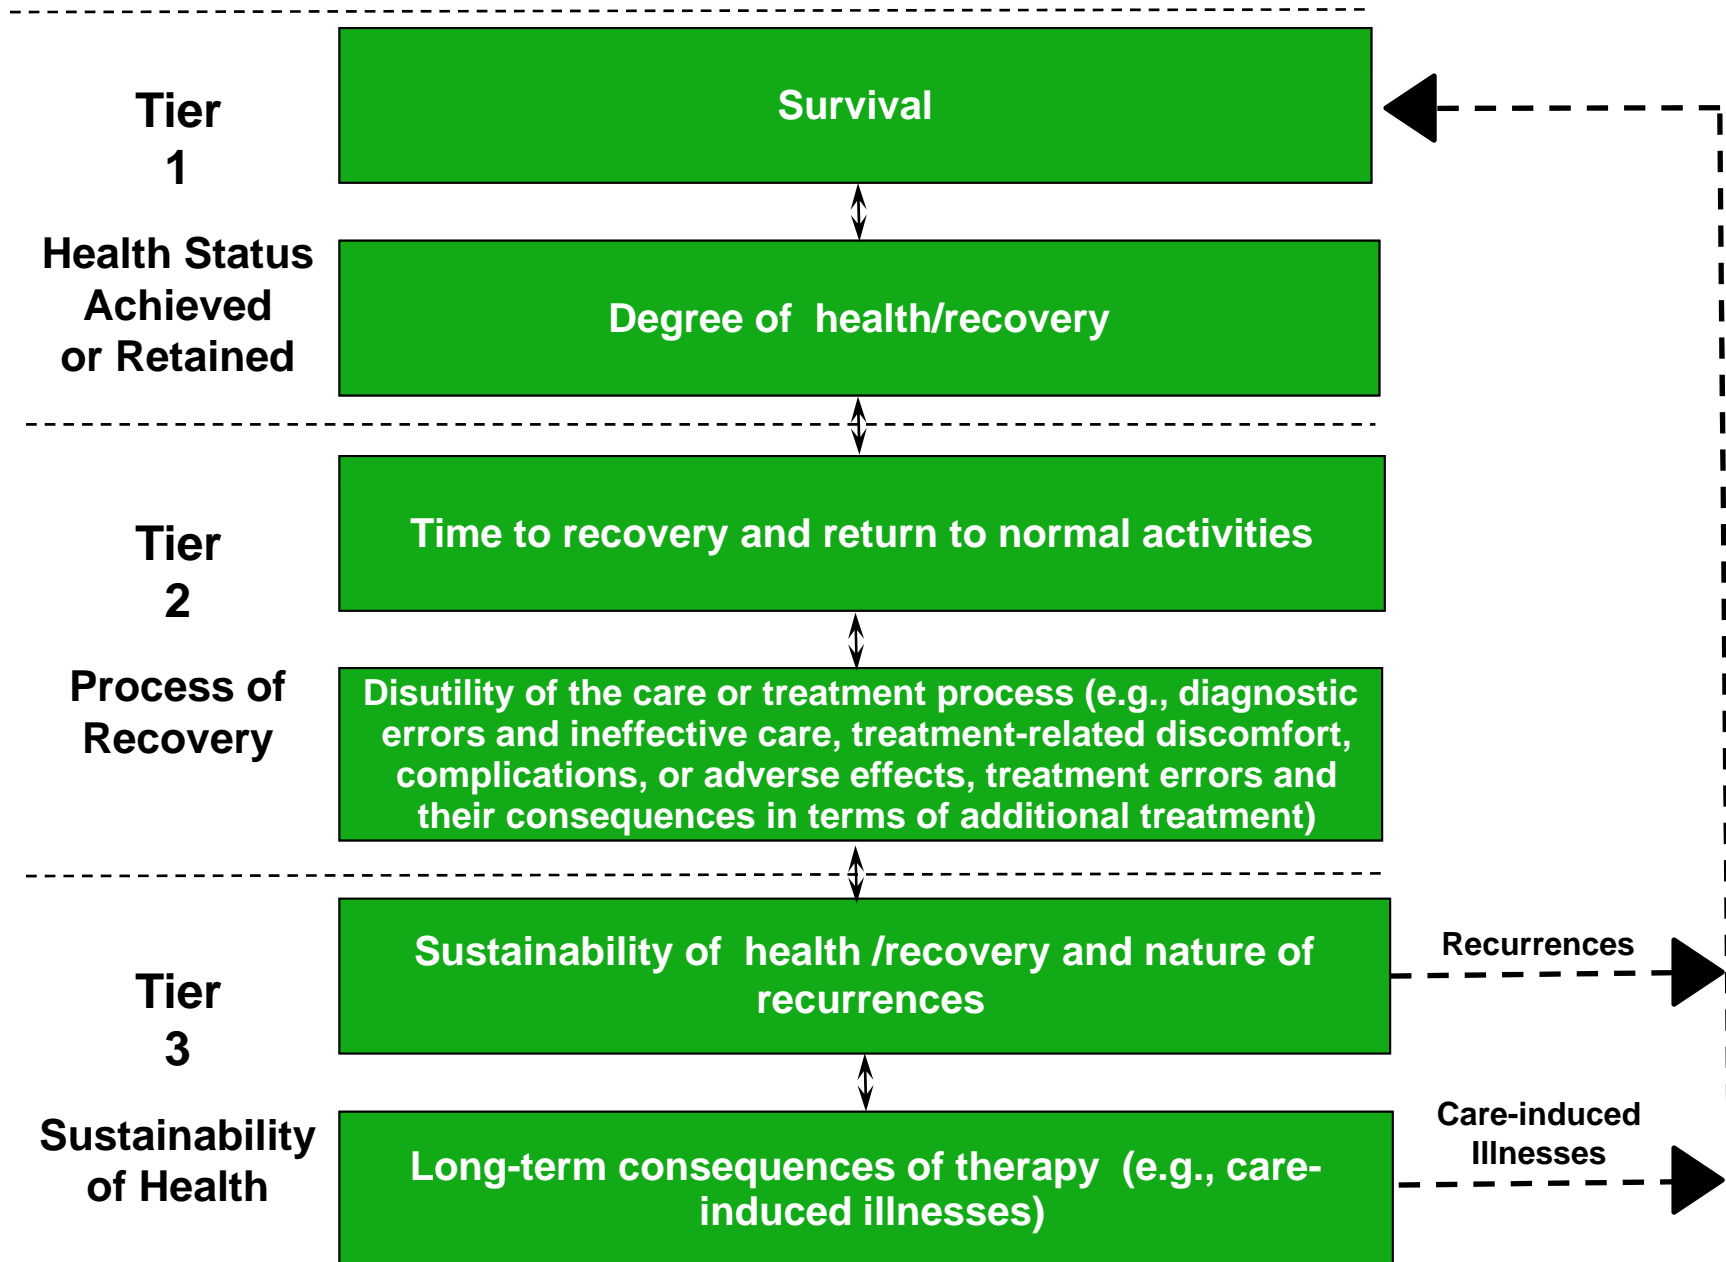 Tier
1
Health Status
Achieved
or Retained
Survival
Degree of  health/recovery
Tier
2
Process of
Recovery
Time to recovery and return to normal activities
Disutility of the care or treatment process (e.g., diagnostic
errors and ineffective care, treatment-related discomfort,
complications, or adverse effects, treatment errors and
their consequences in terms of additional treatment)
Tier
3
Sustainability
of Health
Sustainability of  health /recovery and nature of
recurrences
Recurrences
Long-term consequences of therapy  (e.g., care-
induced illnesses)
Care-induced
Illnesses